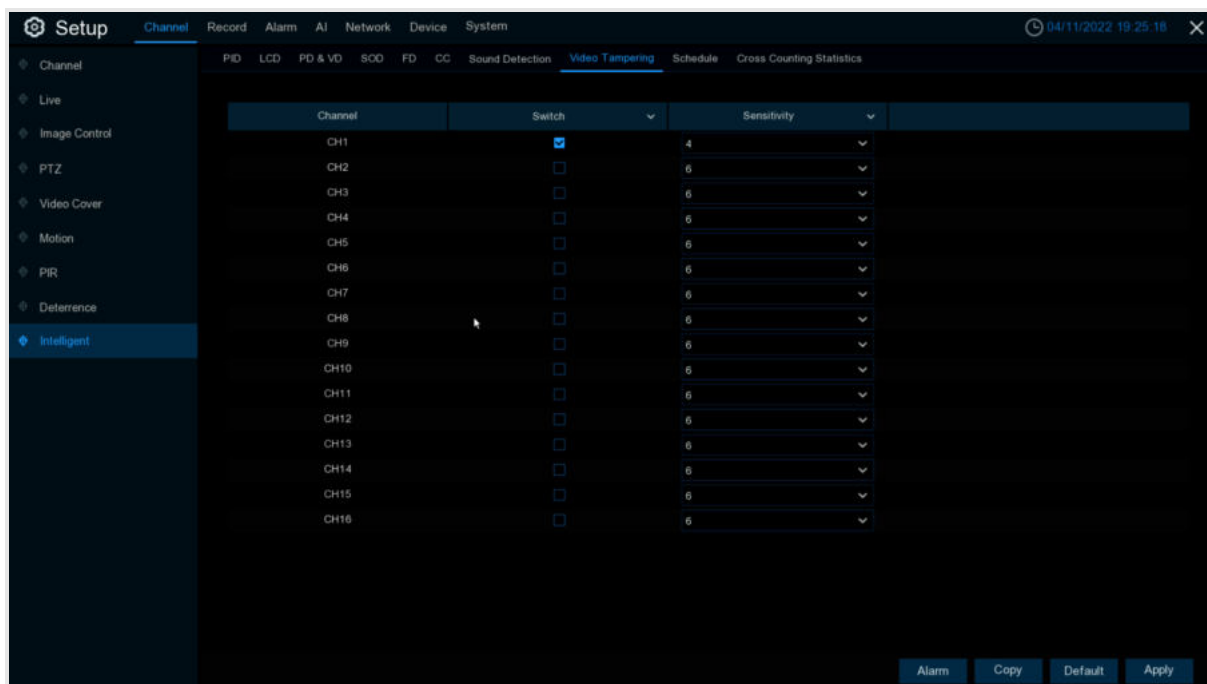 Setup Channel Record Alarm AI Network Device System 04/11/2022 19:25:18
PID LCD PD & VD SOD FD CC Sound Detection Video Tampering Schedule Cross Counting Statistics
Channel
Live
Image Control
PTZ
Video Cover
Motion
PIR
Deterrence
Intelligent
Channel Switch Sensitivity
CH1 4
CH2 6
CH3 6
CH4 6
CH5 6
CH6 6
CH7 6
CH8 6
CH9 6
CH10 6
CH11 6
CH12 6
CH13 6
CH14 6
CH15 6
CH16 6
Alarm Copy Default Apply